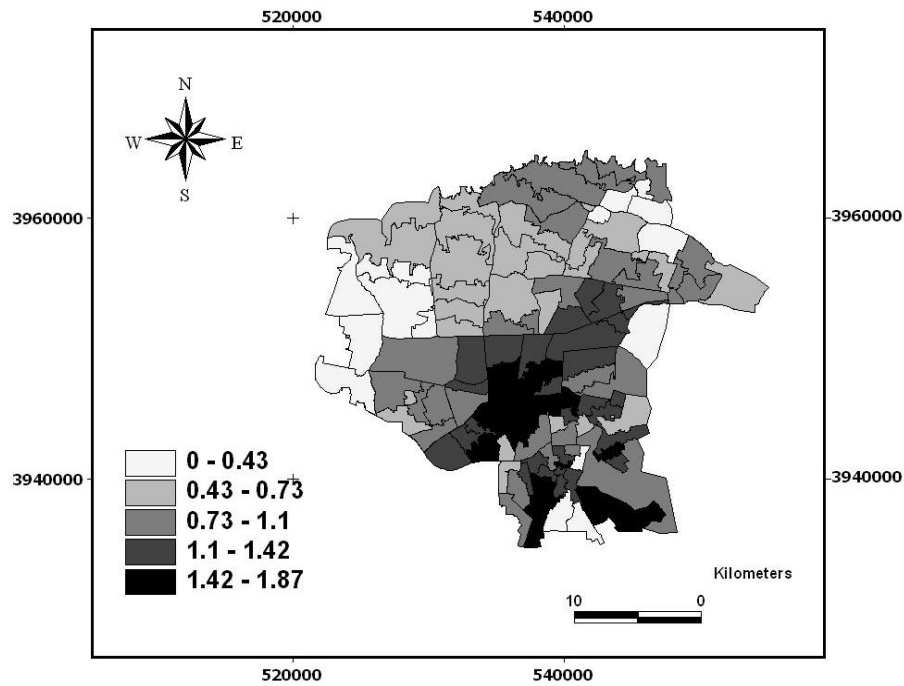 520000 540000
N
W E
S
3960000 3960000
0 - 0.43
0.43 - 0.73
0.73 - 1.1
1.1 - 1.42
1.42 - 1.87
3940000 3940000
Kilometers
10 0
520000 540000